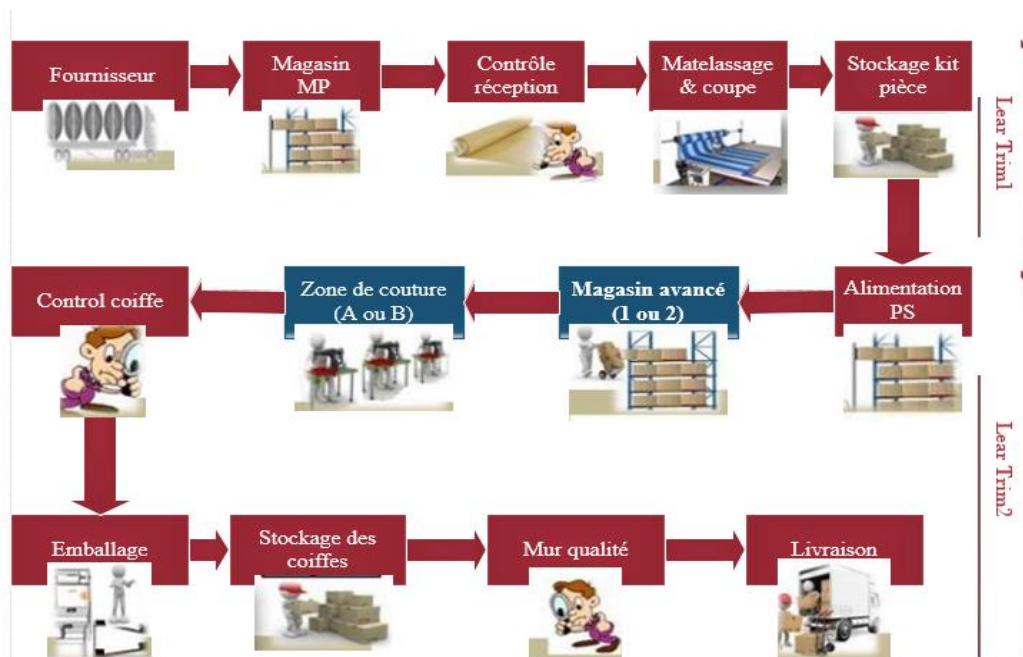 Fournisseur
Magasin
MP
Contrôle
réception
Matelassage
& coupe
Stockage kit
pièce
Lear Trim1
Control coiffe
Zone de couture
(A ou B)
Magasin avancé
(1 ou 2)
Alimentation
PS
Lear Trim2
Emballage
Stockage des
coiffes
Mur qualité
Livraison